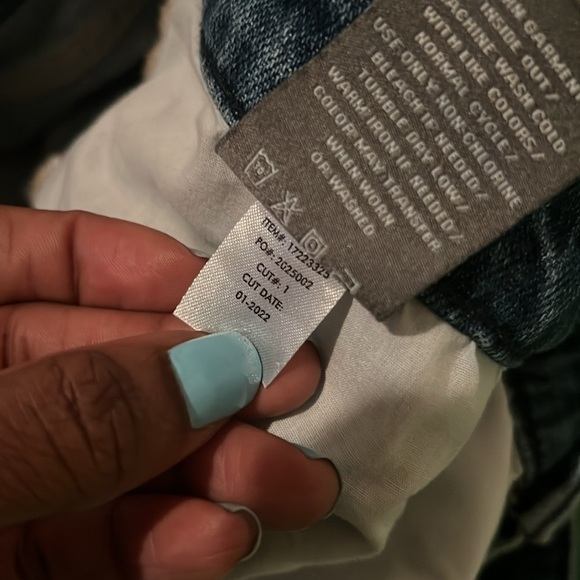 GARMENT
INSIDE OUT/
MACHINE WASH COLD
WITH LIKE COLORS/
NORMAL CYCLE/
USE ONLY NON-CHLORINE
BLEACH IF NEEDED/
TUMBLE DRY LOW/
WARM IRON IF NEEDED/
COLOR MAY TRANSFER
WHEN WORN
OR WASHED
ITEM#: 17223325
PO#: 2025002
CUT#: 1
CUT DATE:
01-2022